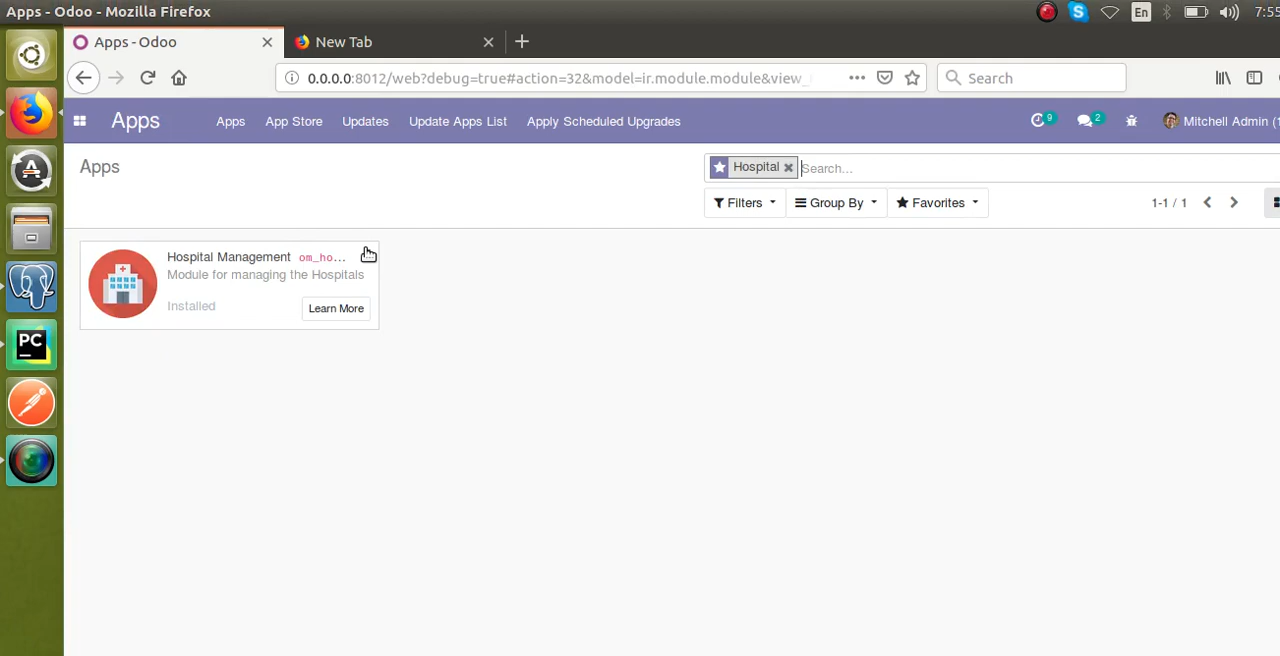 Apps - Odoo - Mozilla Firefox
En
7:55
Apps - Odoo
New Tab
0.0.0.0:8012/web?debug=true#action=32&model=ir.module.module&view_
Search
Apps
Apps
App Store
Updates
Update Apps List
Apply Scheduled Upgrades
9
2
Mitchell Admin (1
Apps
Hospital
Search...
Filters
Group By
Favorites
1-1 / 1
Hospital Management om_ho...
Module for managing the Hospitals
Installed
Learn More
PC